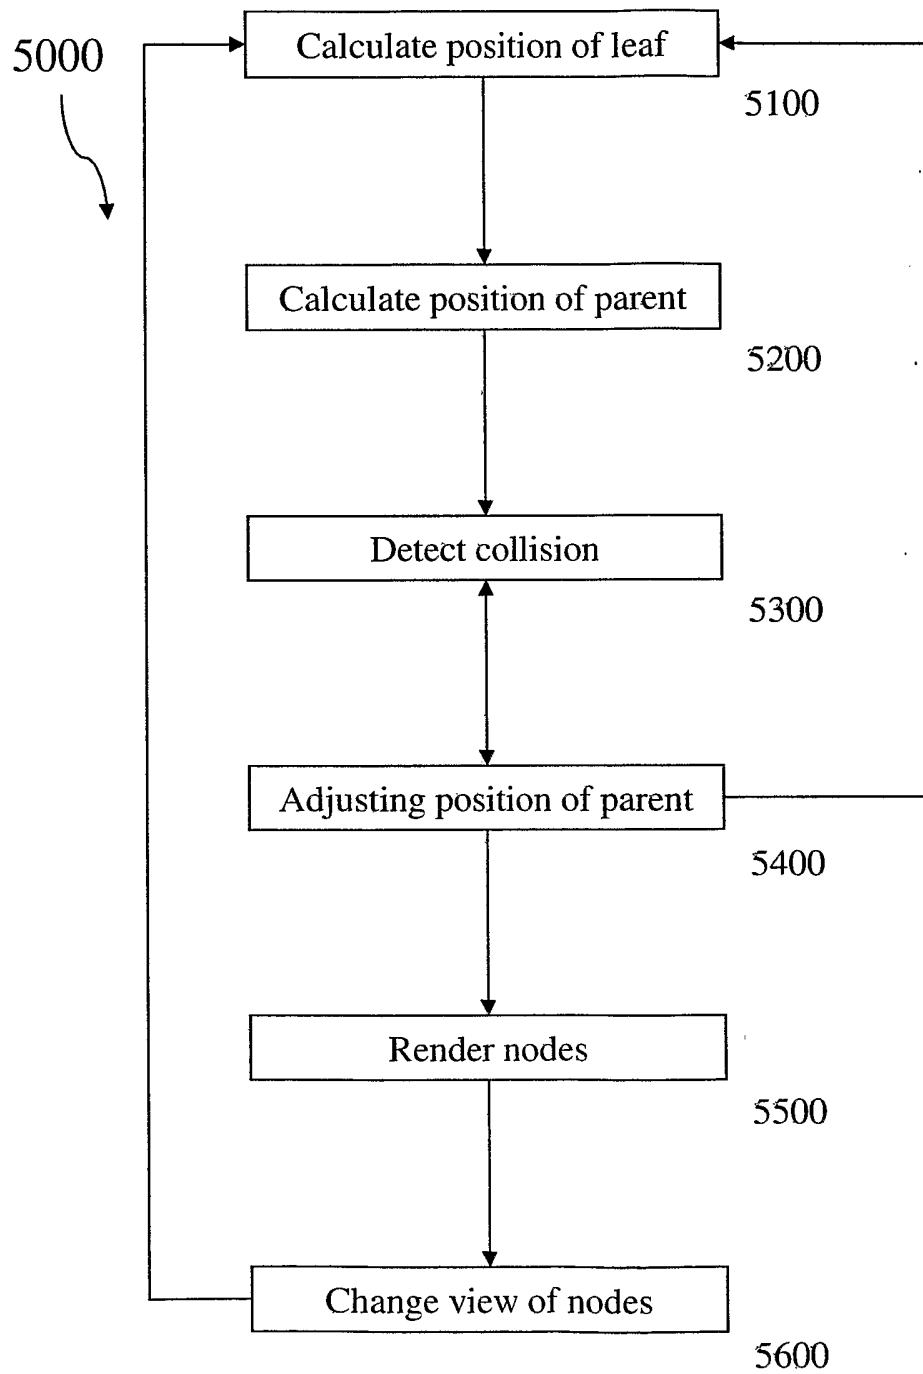 5000
Calculate position of leaf
5100
Calculate position of parent
5200
Detect collision
5300
Adjusting position of parent
5400
Render nodes
5500
Change view of nodes
5600